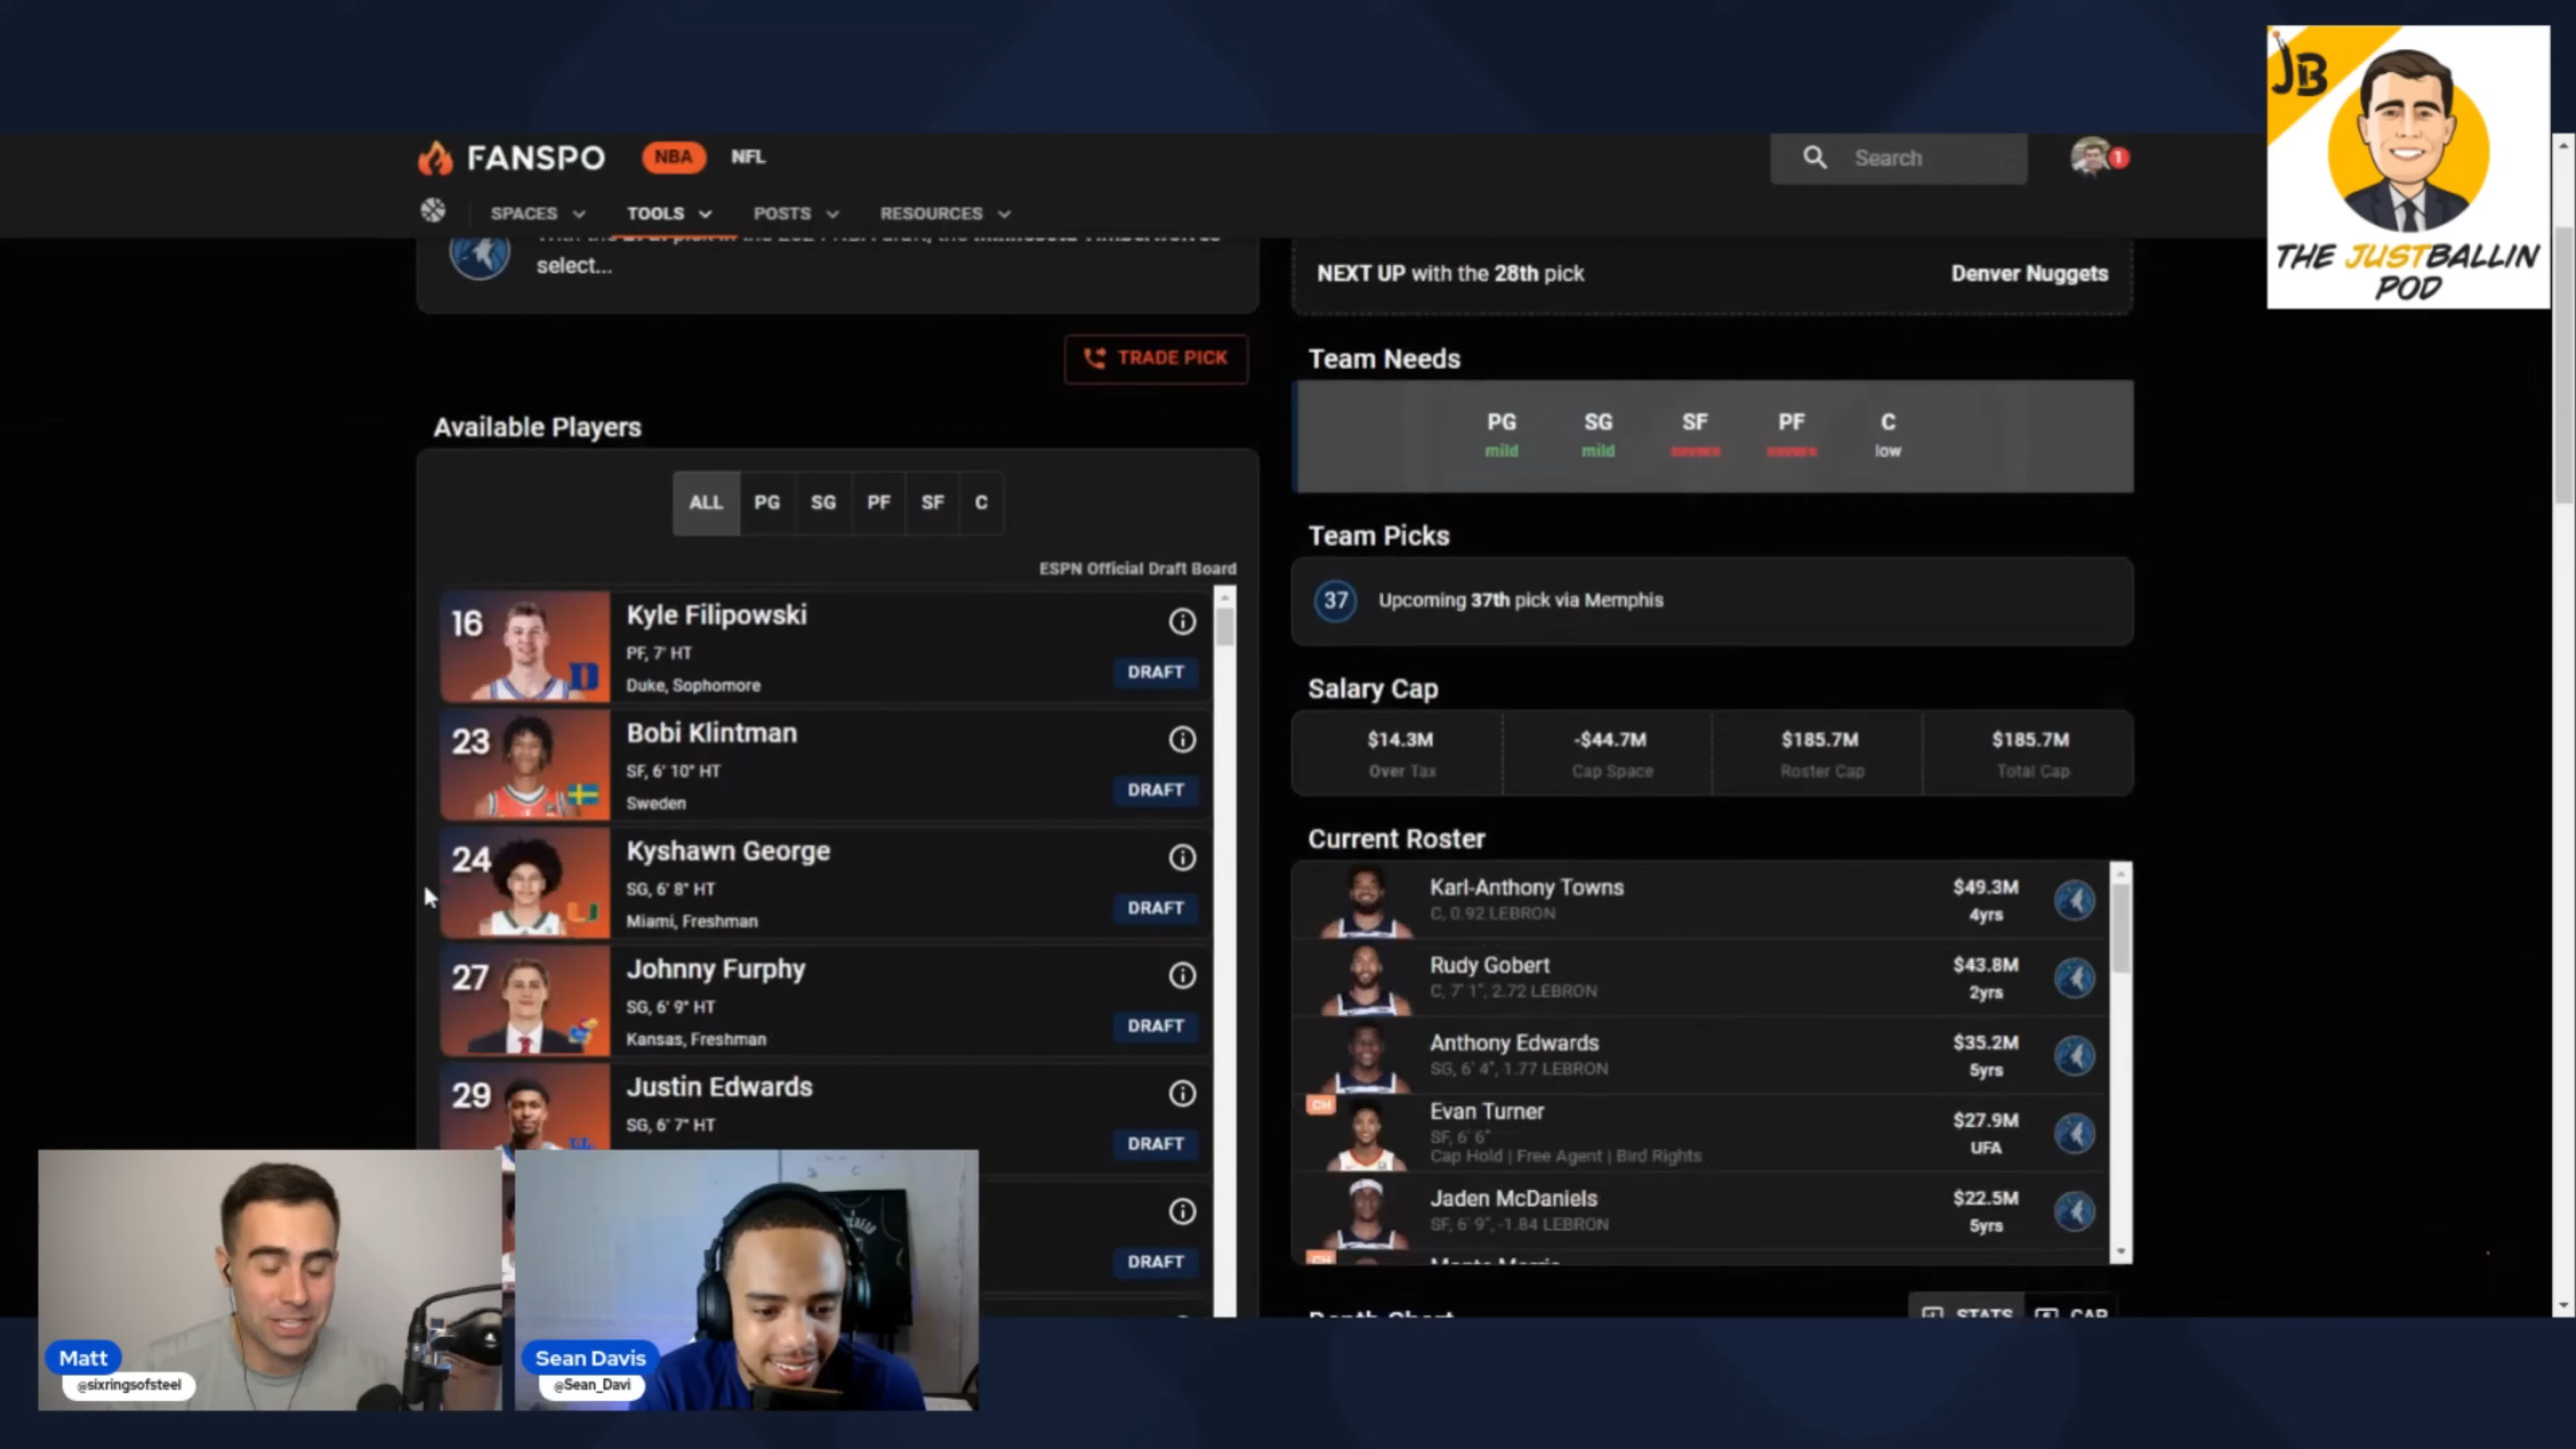 JB
THE JUSTBALLIN
POD
FANSPO
NBA
NFL
Search
1
SPACES
TOOLS
POSTS
RESOURCES
select...
NEXT UP with the 28th pick
Denver Nuggets
TRADE PICK
Team Needs
PG SG SF PF C
mild mild severe severe low
Team Picks
37
Upcoming 37th pick via Memphis
Salary Cap
$14.3M -$44.7M $185.7M $185.7M
Over Tax Cap Space Roster Cap Total Cap
Current Roster
Karl-Anthony Towns
C, 0.92 LEBRON
$49.3M
4yrs
Rudy Gobert
C, 7' 1", 2.72 LEBRON
$43.8M
2yrs
Anthony Edwards
SG, 6' 4", 1.77 LEBRON
$35.2M
5yrs
CH
Evan Turner
SF, 6' 6"
Cap Hold | Free Agent | Bird Rights
$27.9M
UFA
Jaden McDaniels
SF, 6' 9", -1.84 LEBRON
$22.5M
5yrs
CH
STATS
CAP
Available Players
ALL PG SG PF SF C
ESPN Official Draft Board
16
Kyle Filipowski
PF, 7' HT
Duke, Sophomore
DRAFT
23
Bobi Klintman
SF, 6' 10" HT
Sweden
DRAFT
24
Kyshawn George
SG, 6' 8" HT
Miami, Freshman
DRAFT
27
Johnny Furphy
SG, 6' 9" HT
Kansas, Freshman
DRAFT
29
Justin Edwards
SG, 6' 7" HT
DRAFT
DRAFT
Matt
@sixringsofsteel
Sean Davis
@Sean_Davi